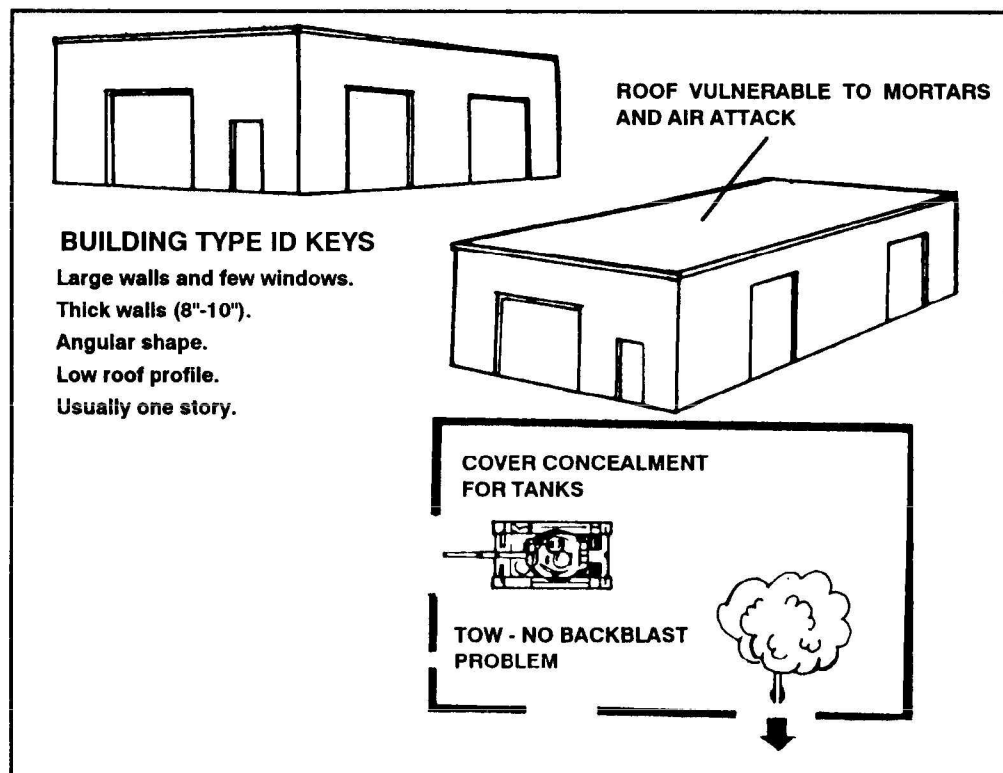 ROOF VULNERABLE TO MORTARS
AND AIR ATTACK
BUILDING TYPE ID KEYS
Large walls and few windows.
Thick walls (8"-10").
Angular shape.
Low roof profile.
Usually one story.
COVER CONCEALMENT
FOR TANKS
TOW - NO BACKBLAST
PROBLEM